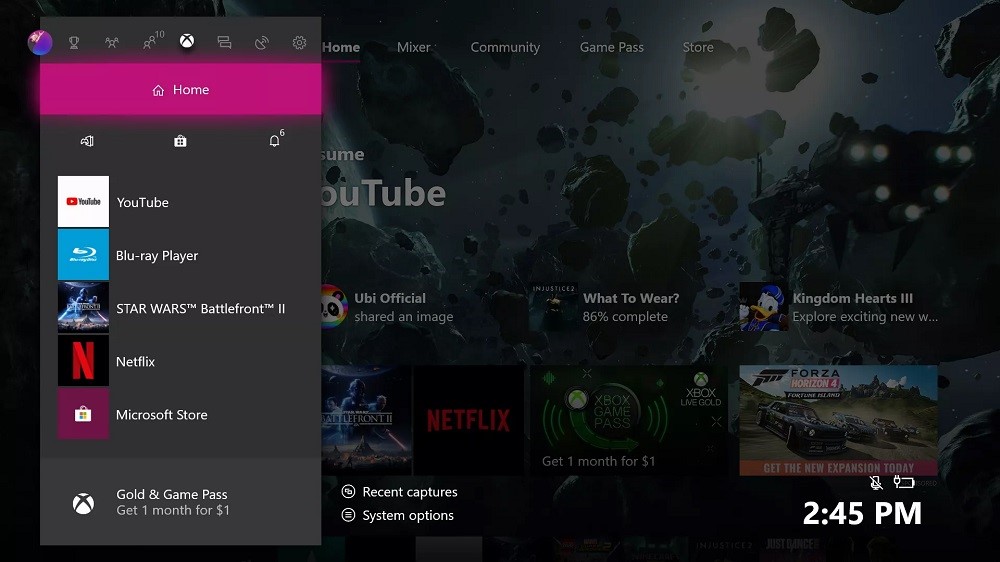 10
Home
Mixer
Community
Game Pass
Store
Home
6
sume
ouTube
YouTube
YouTube
Blu-ray Disc
Blu-ray Player
STAR WARS™ Battlefront™ II
Netflix
Microsoft Store
Gold & Game Pass
Get 1 month for $1
Ubi Official
shared an image
INJUSTICE 2
What To Wear?
86% complete
Kingdom Hearts III
Explore exciting new w...
BATTLEFRONT II
NETFLIX
XBOX
GAME
PASS
XBOX
LIVE GOLD
Get 1 month for $1
FORZA
HORIZON 4
FORTUNE ISLAND
GET THE NEW EXPANSION TODAY
Recent captures
System options
2:45 PM
INJUSTICE 2
JUST DANCE